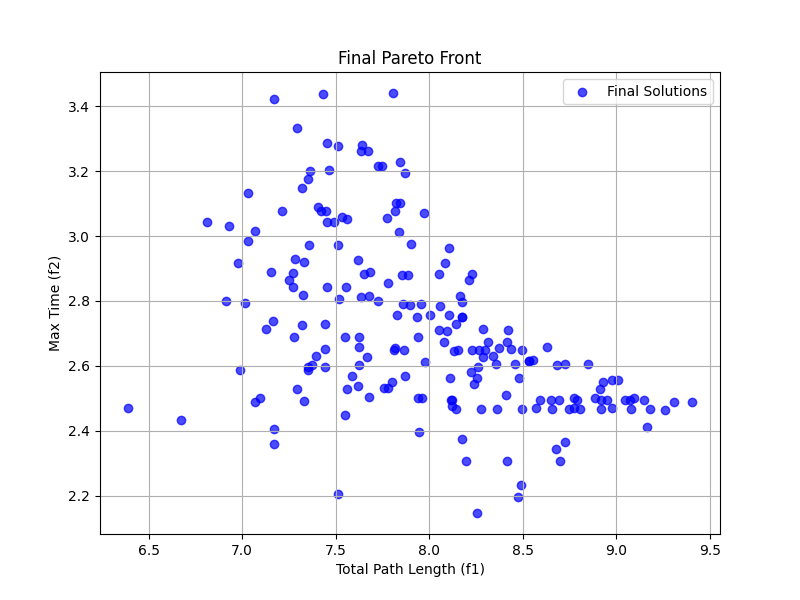 Final Pareto Front
Final Solutions
Max Time (f2)
3.4
3.2
3.0
2.8
2.6
2.4
2.2
6.5 7.0 7.5 8.0 8.5 9.0 9.5
Total Path Length (f1)